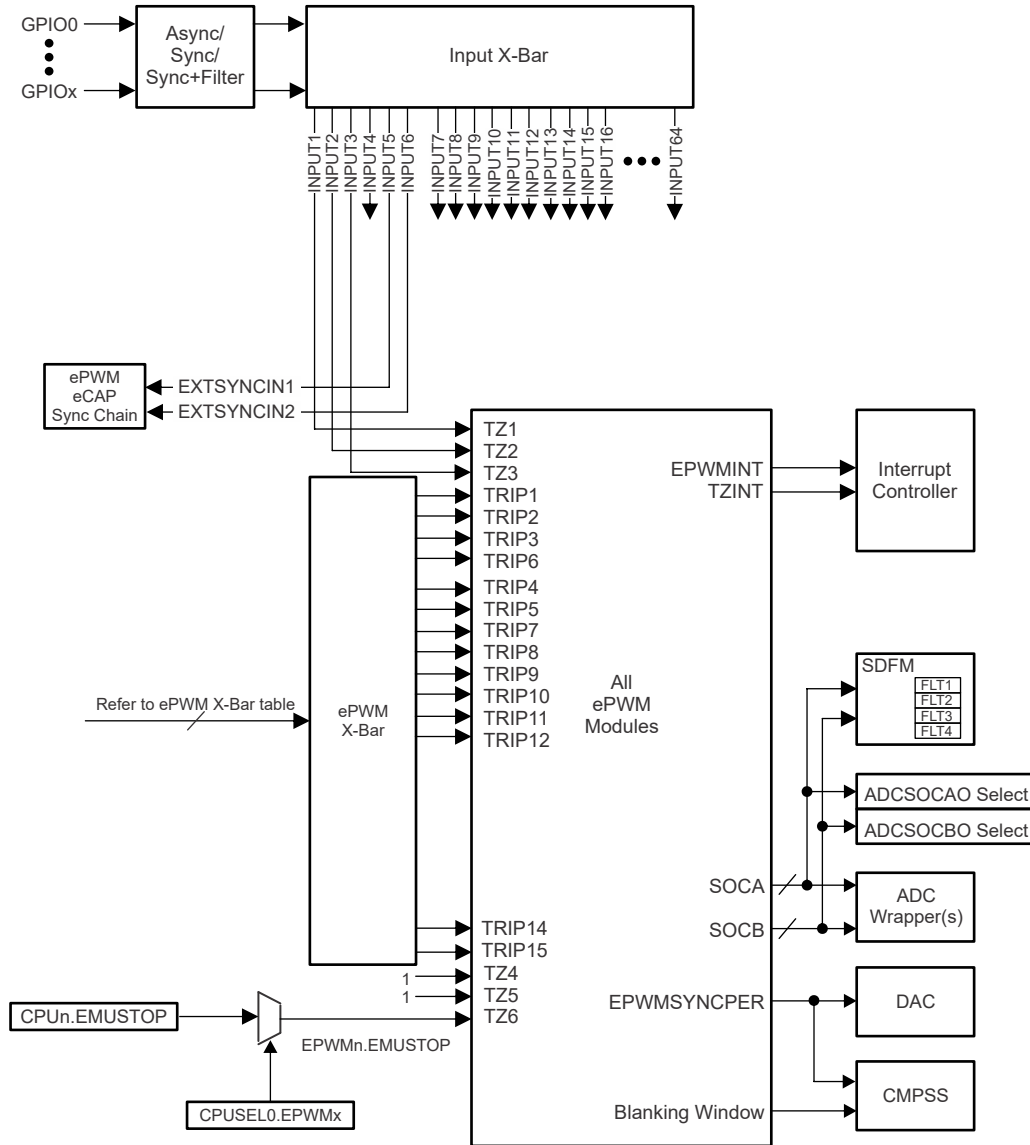 GPIO0
GPIOx
Async/
Sync/
Sync+Filter
Input X-Bar
INPUT1
INPUT2
INPUT3
INPUT4
INPUT5
INPUT6
INPUT7
INPUT8
INPUT9
INPUT10
INPUT11
INPUT12
INPUT13
INPUT14
INPUT15
INPUT16
INPUT64
ePWM
eCAP
Sync Chain
EXTSYNCIN1
EXTSYNCIN2
TZ1
TZ2
TZ3
TRIP1
TRIP2
TRIP3
TRIP6
TRIP4
TRIP5
TRIP7
TRIP8
TRIP9
TRIP10
TRIP11
TRIP12
TRIP14
TRIP15
1
TZ4
1
TZ5
TZ6
Refer to ePWM X-Bar table
ePWM
X-Bar
CPUn.EMUSTOP
EPWMn.EMUSTOP
CPUSEL0.EPWMx
All
ePWM
Modules
EPWMINT
TZINT
Interrupt
Controller
SDFM
FLT1
FLT2
FLT3
FLT4
ADCSOCAO Select
ADCSOCBO Select
SOCA
SOCB
ADC
Wrapper(s)
EPWMSYNCPER
DAC
Blanking Window
CMPSS